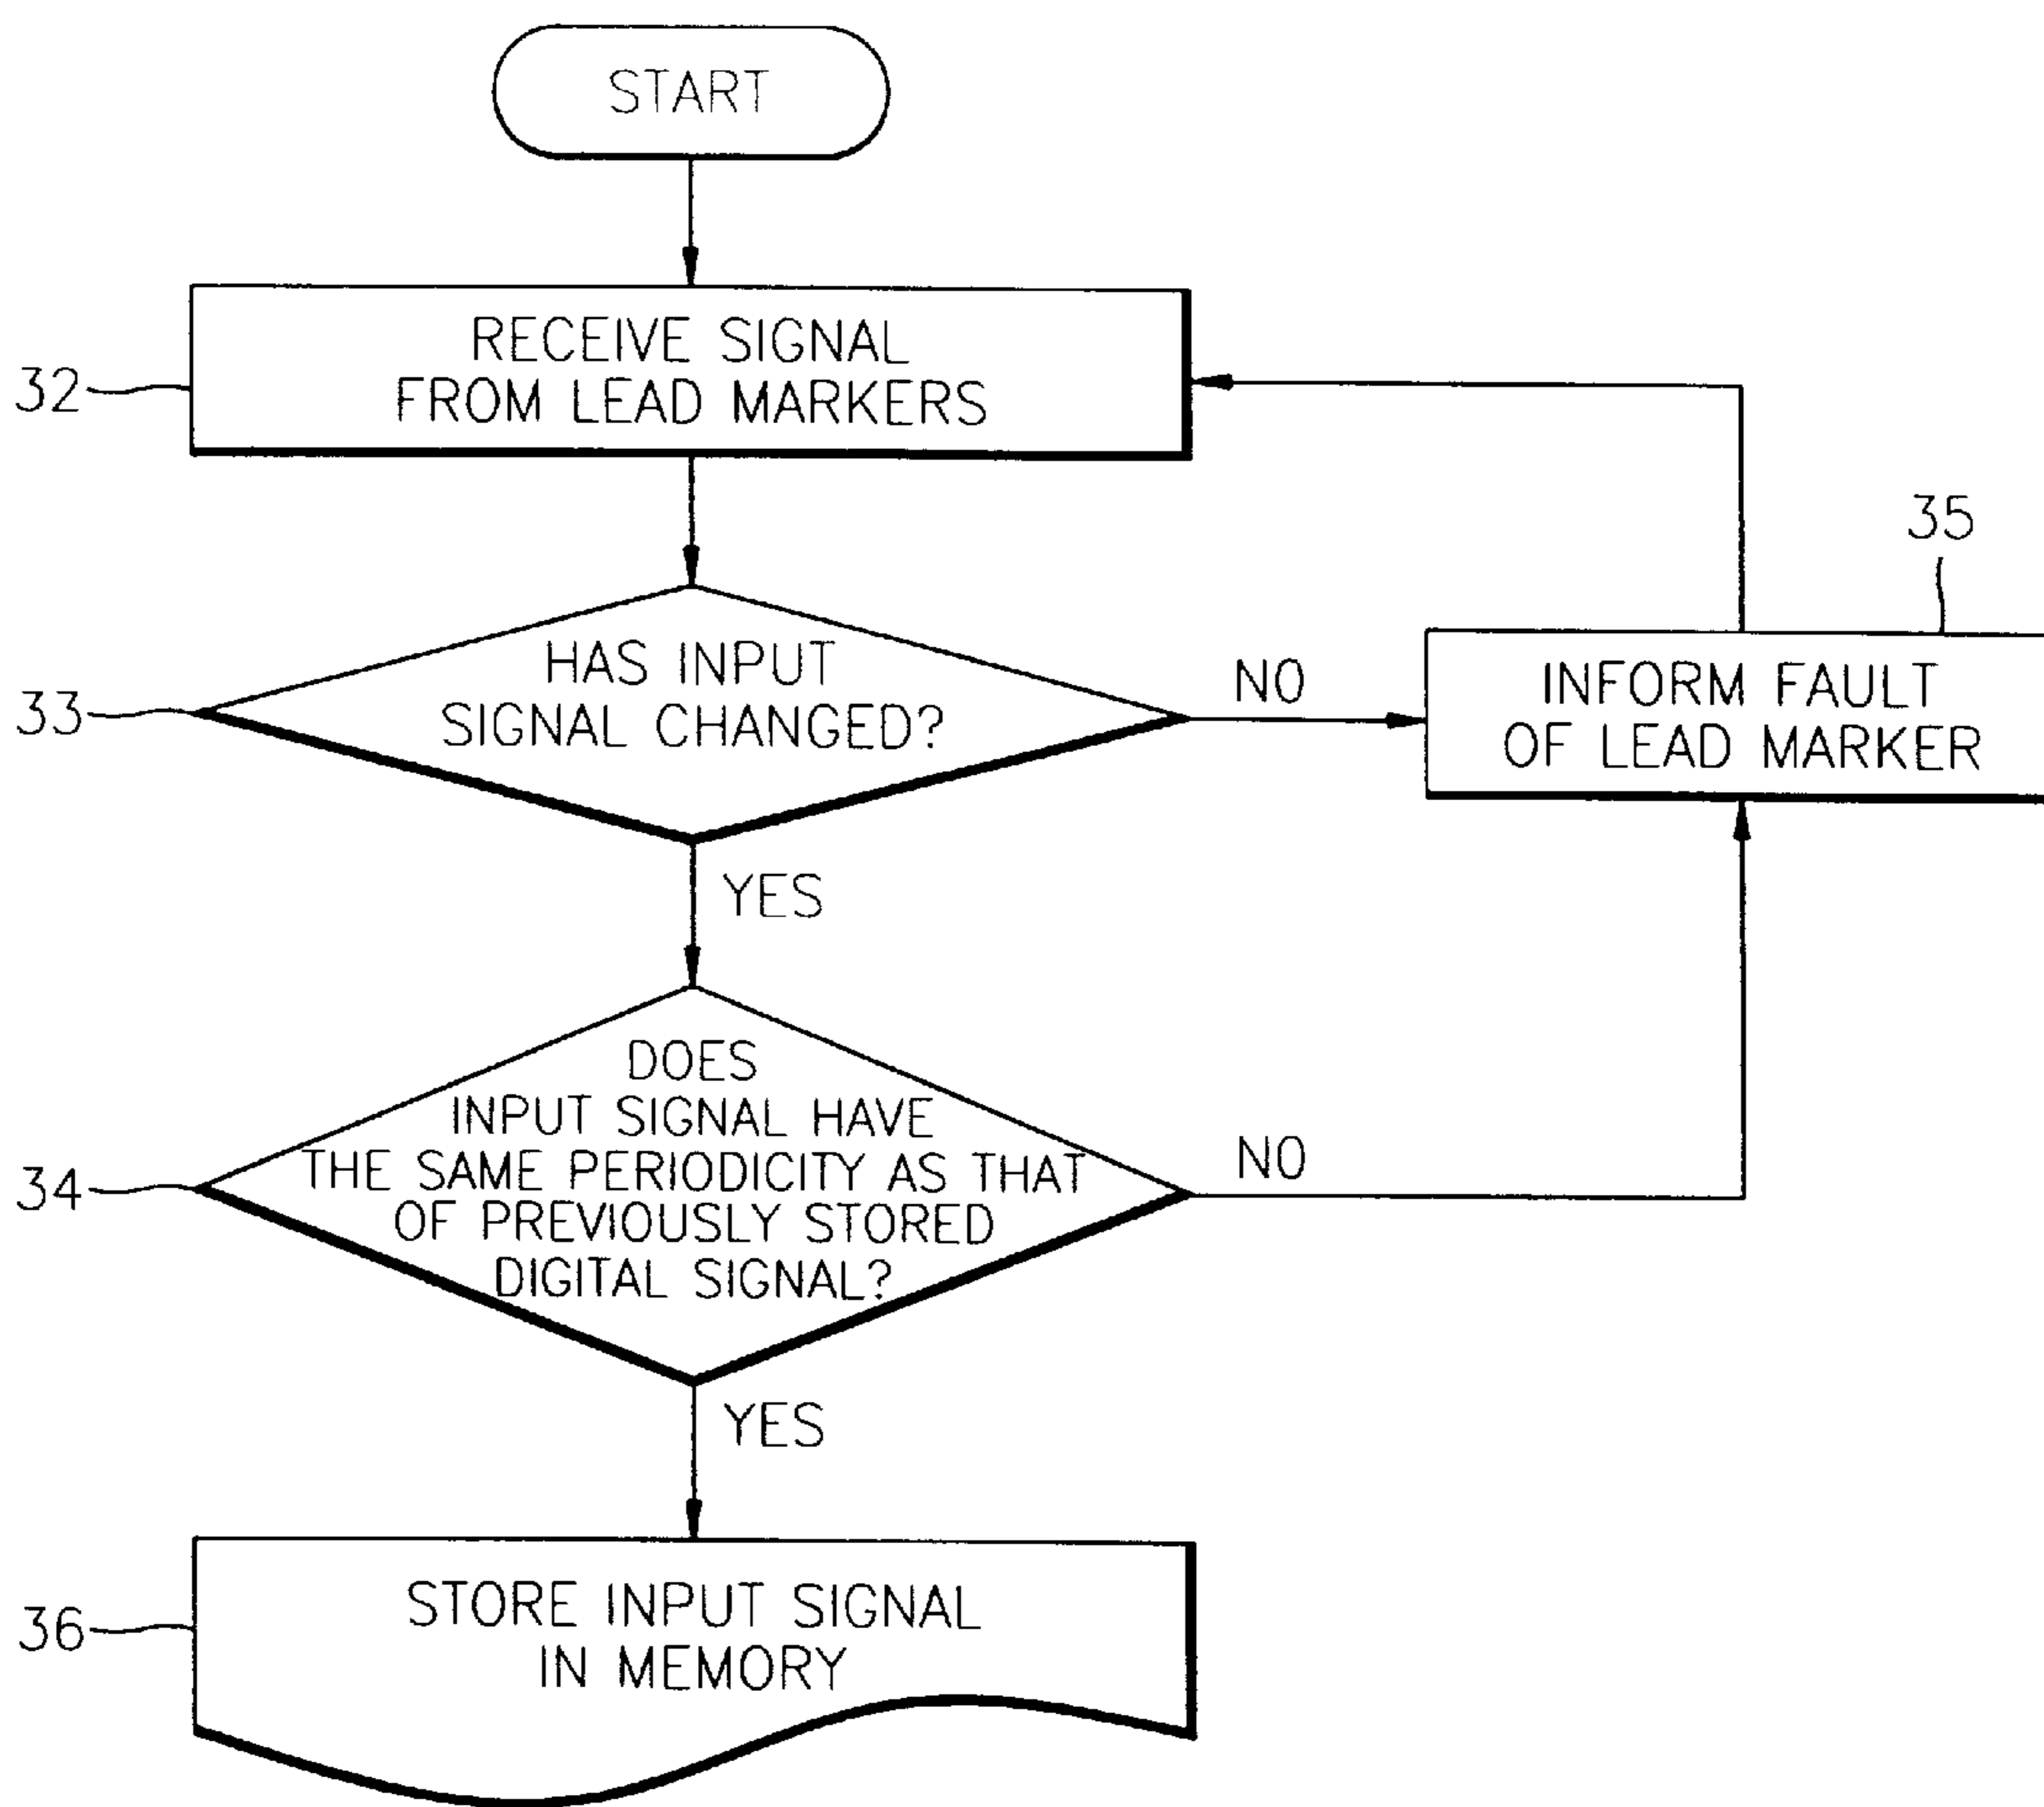 START
RECEIVE SIGNAL
FROM LEAD MARKERS
32
35
HAS INPUT
SIGNAL CHANGED?
33
NO
INFORM FAULT
OF LEAD MARKER
YES
DOES
INPUT SIGNAL HAVE
THE SAME PERIODICITY AS THAT
OF PREVIOUSLY STORED
DIGITAL SIGNAL?
34
NO
YES
STORE INPUT SIGNAL
IN MEMORY
36